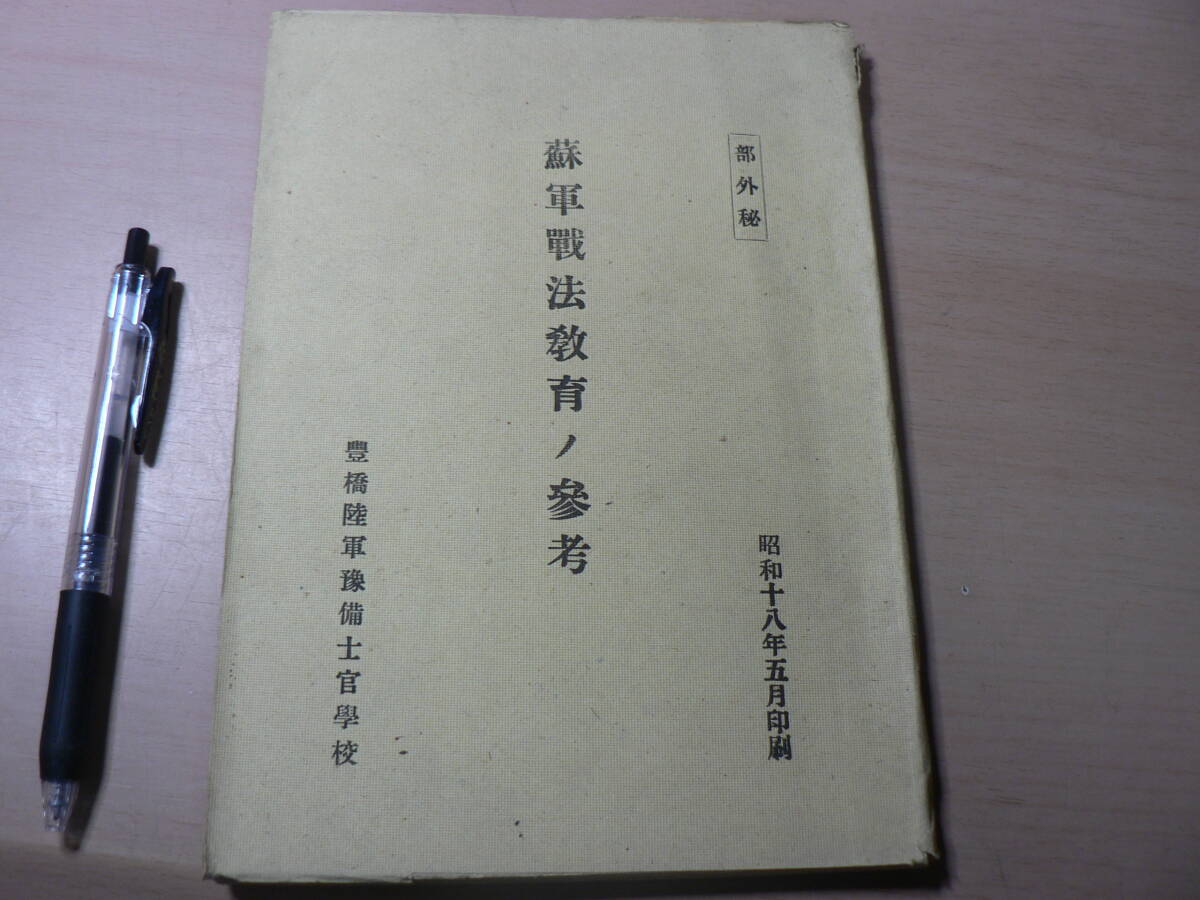 部外秘
昭和十八年五月印刷
蘇軍戰法教育ノ參考
豐橋陸軍豫備士官學校